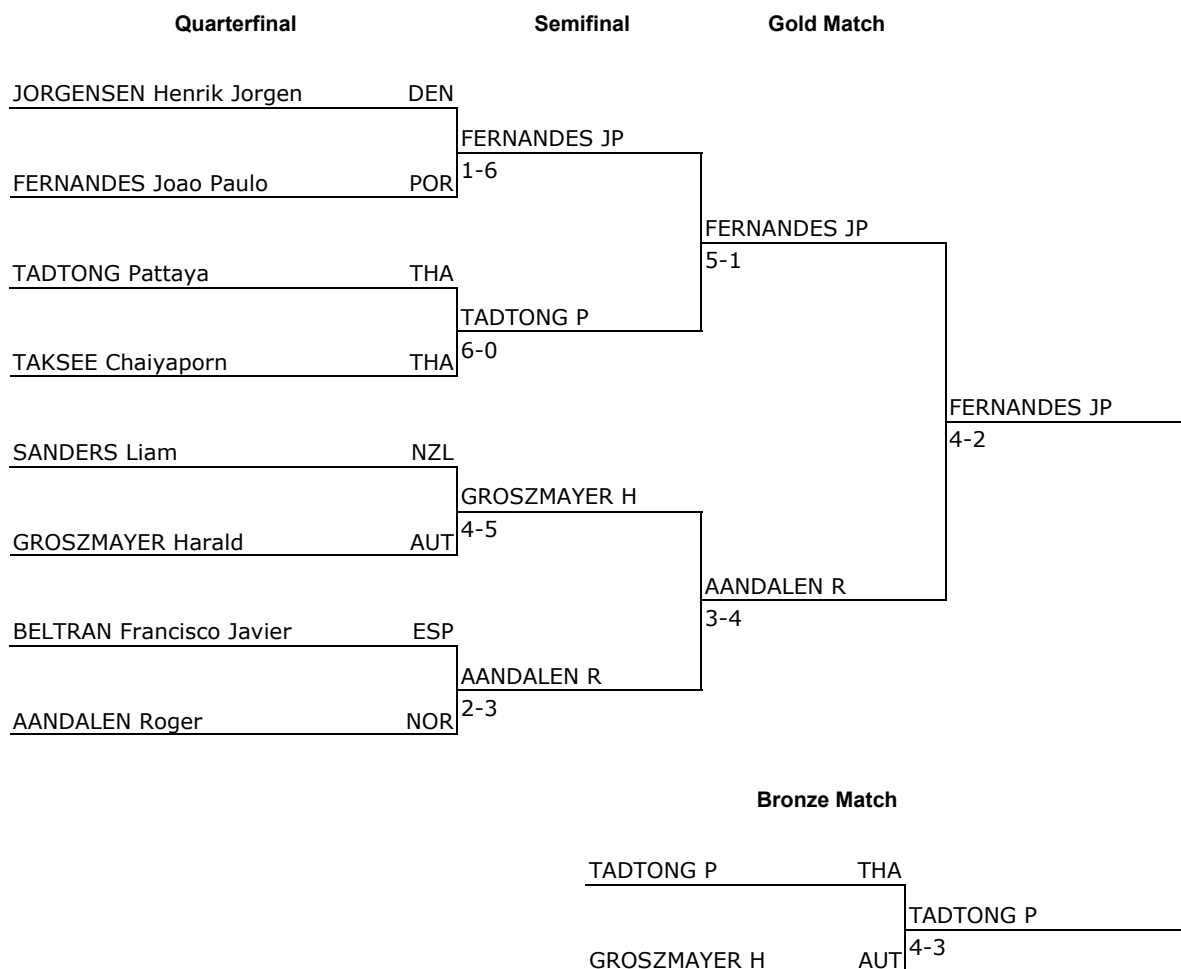 Quarterfinal Semifinal Gold Match
JORGENSEN Henrik Jorgen DEN
FERNANDES JP
1-6
FERNANDES Joao Paulo POR
FERNANDES JP
5-1
TADTONG Pattaya THA
TADTONG P
6-0
TAKSEE Chaiyaporn THA
FERNANDES JP
4-2
SANDERS Liam NZL
GROSZMAYER H
4-5
GROSZMAYER Harald AUT
AANDALEN R
3-4
BELTRAN Francisco Javier ESP
AANDALEN R
2-3
AANDALEN Roger NOR
Bronze Match
TADTONG P THA
TADTONG P
4-3
GROSZMAYER H AUT